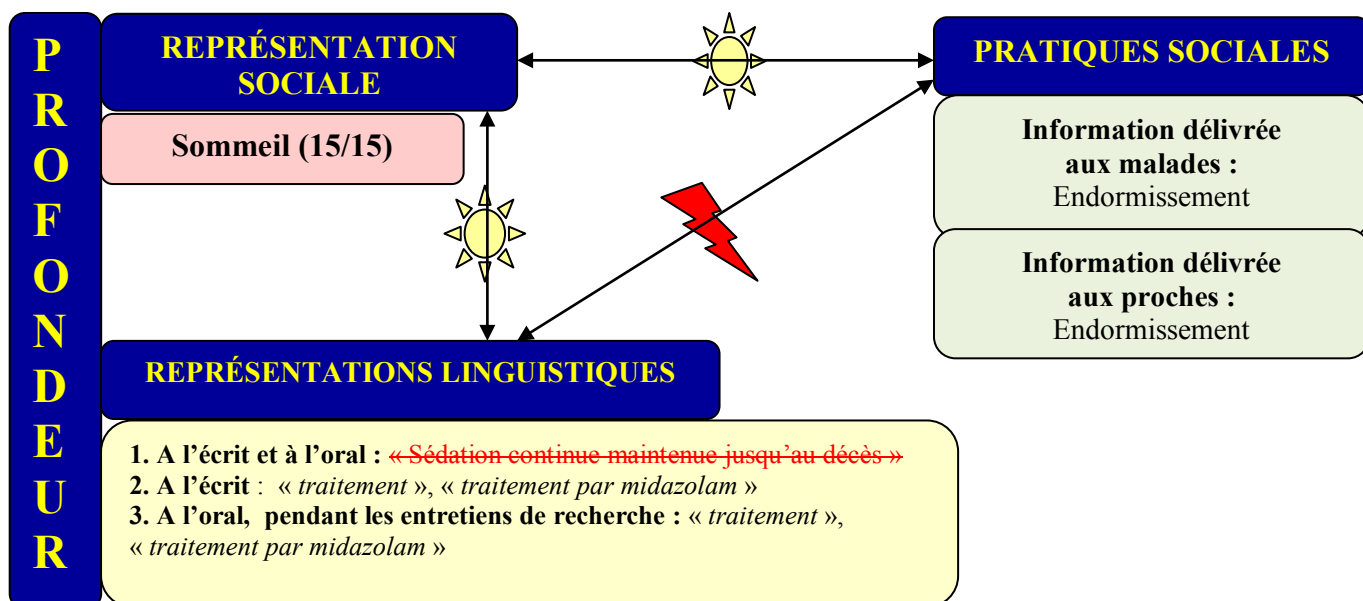 PROFONDEUR
REPRÉSENTATION
SOCIALE
Sommeil (15/15)
PRATIQUES SOCIALES
Information délivrée
aux malades :
Endormissement
Information délivrée
aux proches :
Endormissement
REPRÉSENTATIONS LINGUISTIQUES
1. A l’écrit et à l’oral : « Sédation continue maintenue jusqu’au décès »
2. A l’écrit : « traitement », « traitement par midazolam »
3. A l’oral, pendant les entretiens de recherche : « traitement »,
« traitement par midazolam »